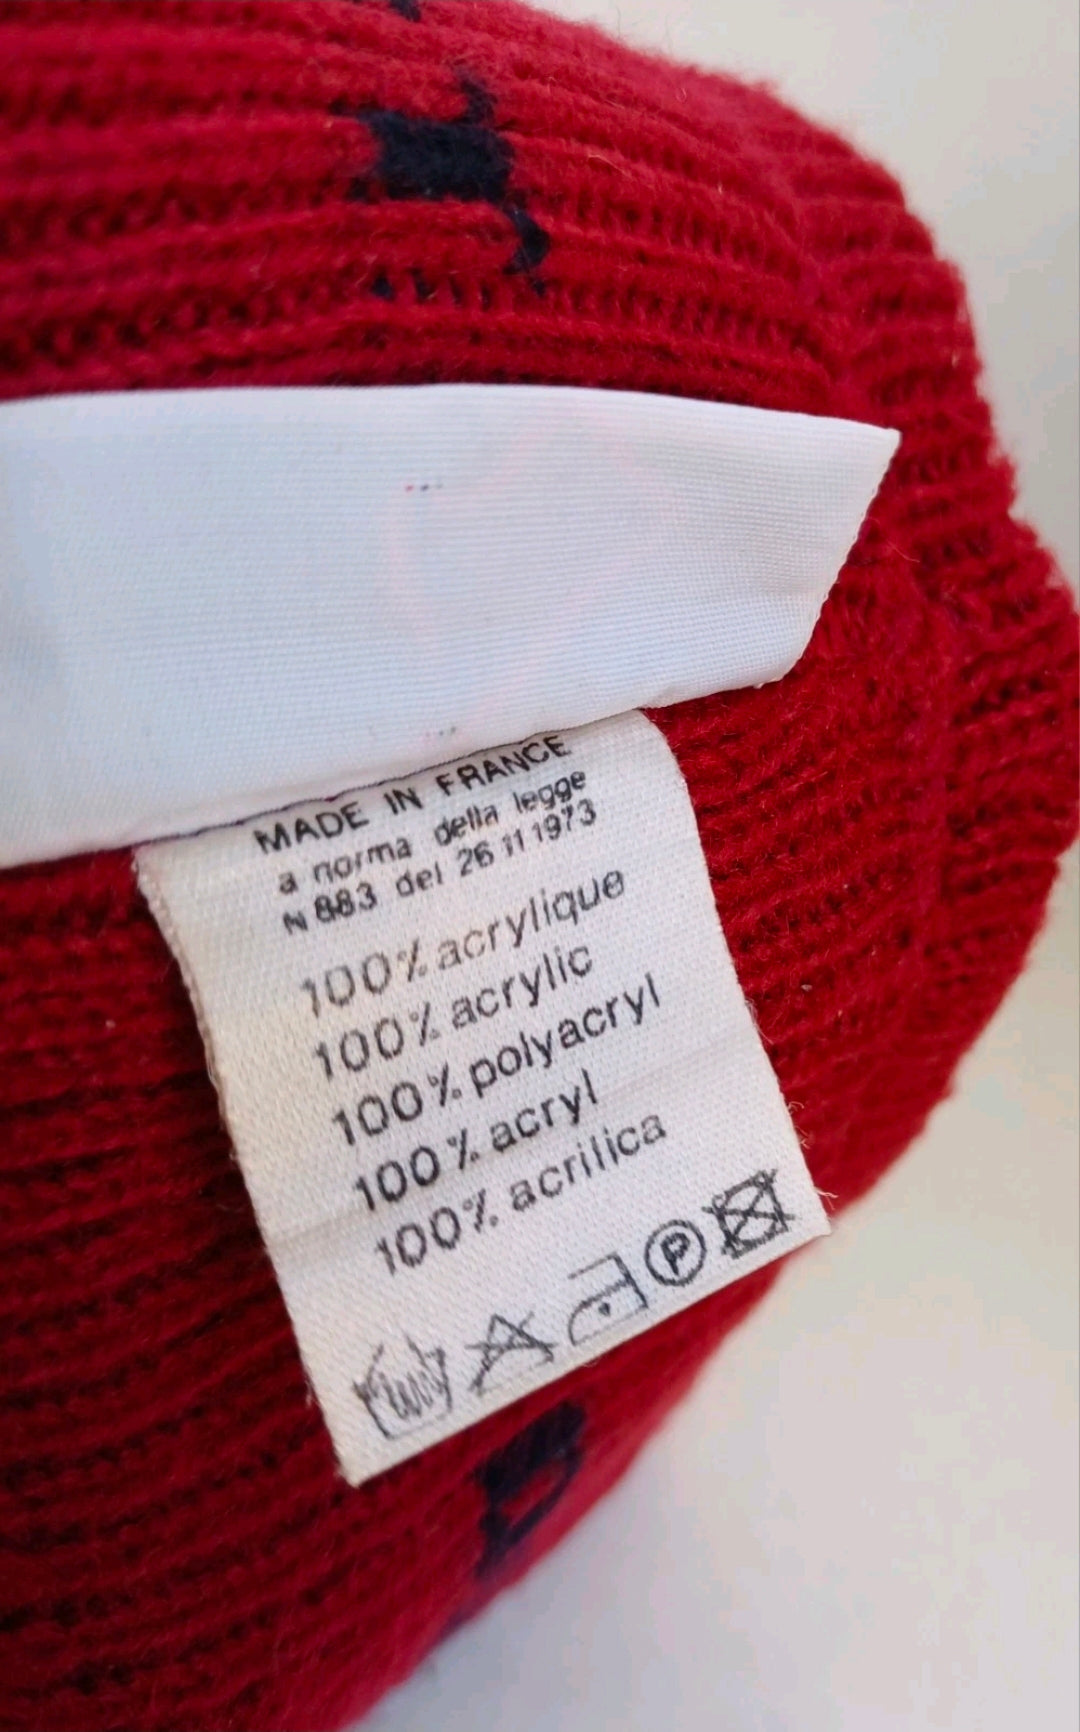 MADE IN FRANCE
a norma della legge
N 883 del 26 11 1973
100% acrylique
100% acrylic
100% polyacryl
100% acryl
100% acrilica
P